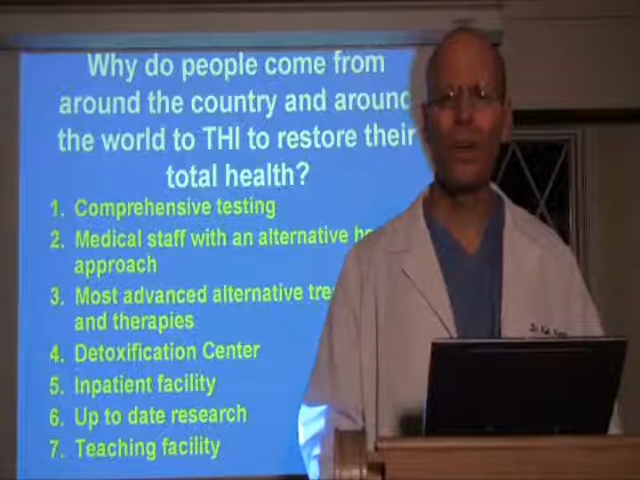 Why do people come from
around the country and around
the world to THI to restore their
total health?
1. Comprehensive testing
2. Medical staff with an alternative
approach
3. Most advanced alternative
and therapies
4. Detoxification Center
5. Inpatient facility
6. Up to date research
7. Teaching facility